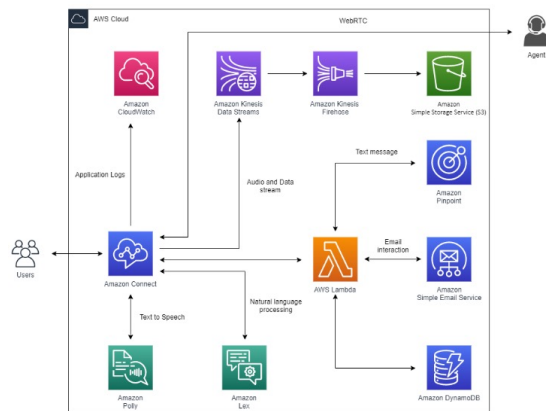 AWS Cloud
WebRTC
Agent
Amazon
CloudWatch
Amazon Kinesis
Data Streams
Amazon Kinesis
Firehose
Amazon
Simple Storage Service (S3)
Text message
Amazon
Pinpoint
Application Logs
Audio and Data
stream
Users
Amazon Connect
AWS Lambda
Email
interaction
Amazon
Simple Email Service
Text to Speech
Natural language
processing
Amazon
Polly
Amazon
Lex
Amazon DynamoDB